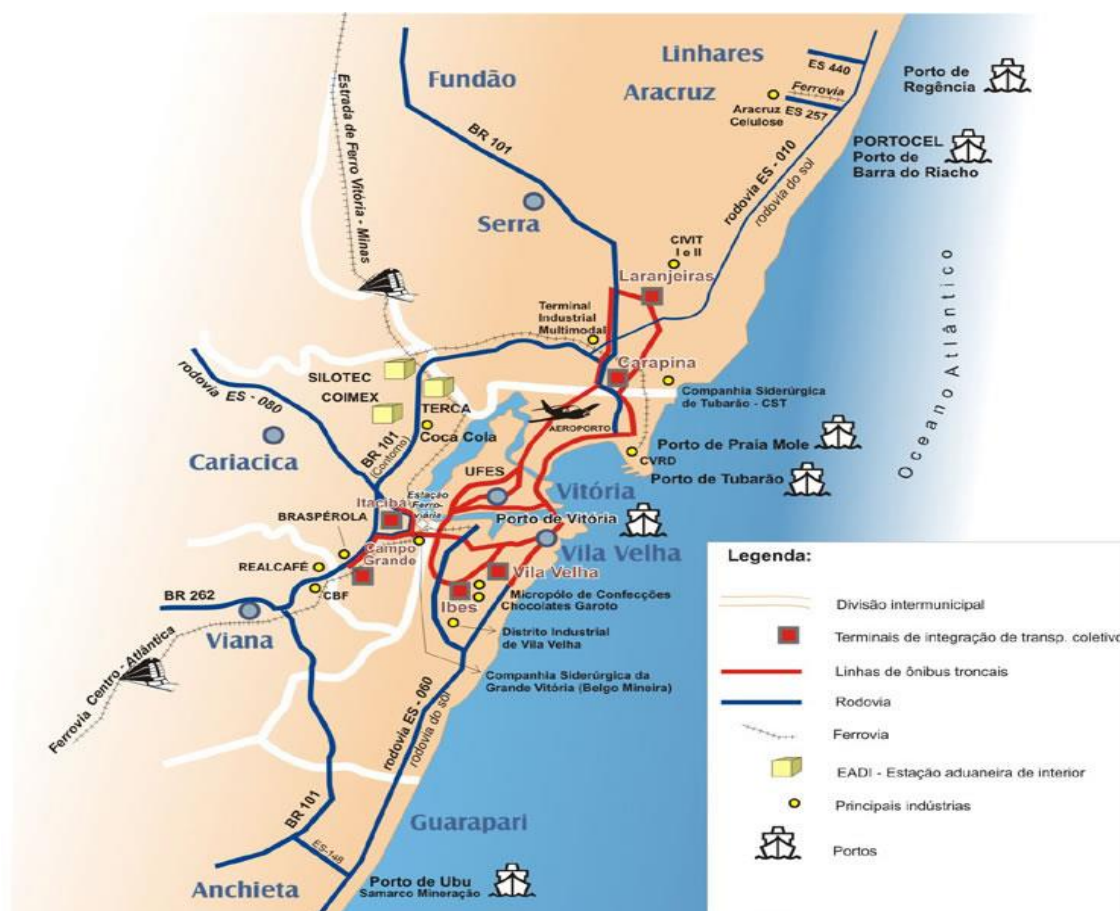 Linhares
Fundão
Aracruz
ES 440
Ferrovia
ES 257
Aracruz
Celulose
Porto de
Regência
PORTOCEL
Porto de
Barra do Riacho
Estrada de Ferro Vitória - Minas
BR 101
rodovia ES - 010
rodovia do sol
Serra
CIVIT
I e II
Laranjeiras
Oceano Atlântico
Terminal
Industrial
Multimodal
Carapina
rodovia ES - 080
SILOTEC
COIMEX
TERCA
Companhia Siderúrgica
de Tubarão - CST
AEROPORTO
Coca Cola
BR 101
(Contorno)
Cariacica
Porto de Praia Mole
CVRD
Porto de Tubarão
UFES
Vitória
Estação
Ferro-
viária
Itacibá
Porto de Vitória
BRASPÉROLA
Campo
Grande
Vila Velha
REALCAFÉ
Vila Velha
BR 262
CBF
Ibes
Micropólo de Confecções
Chocolates Garoto
Viana
Distrito Industrial
de Vila Velha
Companhia Siderúrgica da
Grande Vitória (Belgo Mineira)
Ferrovia Centro - Atlântica
rodovia ES - 060
rodovia do sol
BR 101
Guarapari
ES-146
Anchieta
Porto de Ubu
Samarco Mineração
Legenda:
Divisão intermunicipal
Terminais de integração de transp. coletivo
Linhas de ônibus troncais
Rodovia
Ferrovia
EADI - Estação aduaneira de interior
Principais indústrias
Portos